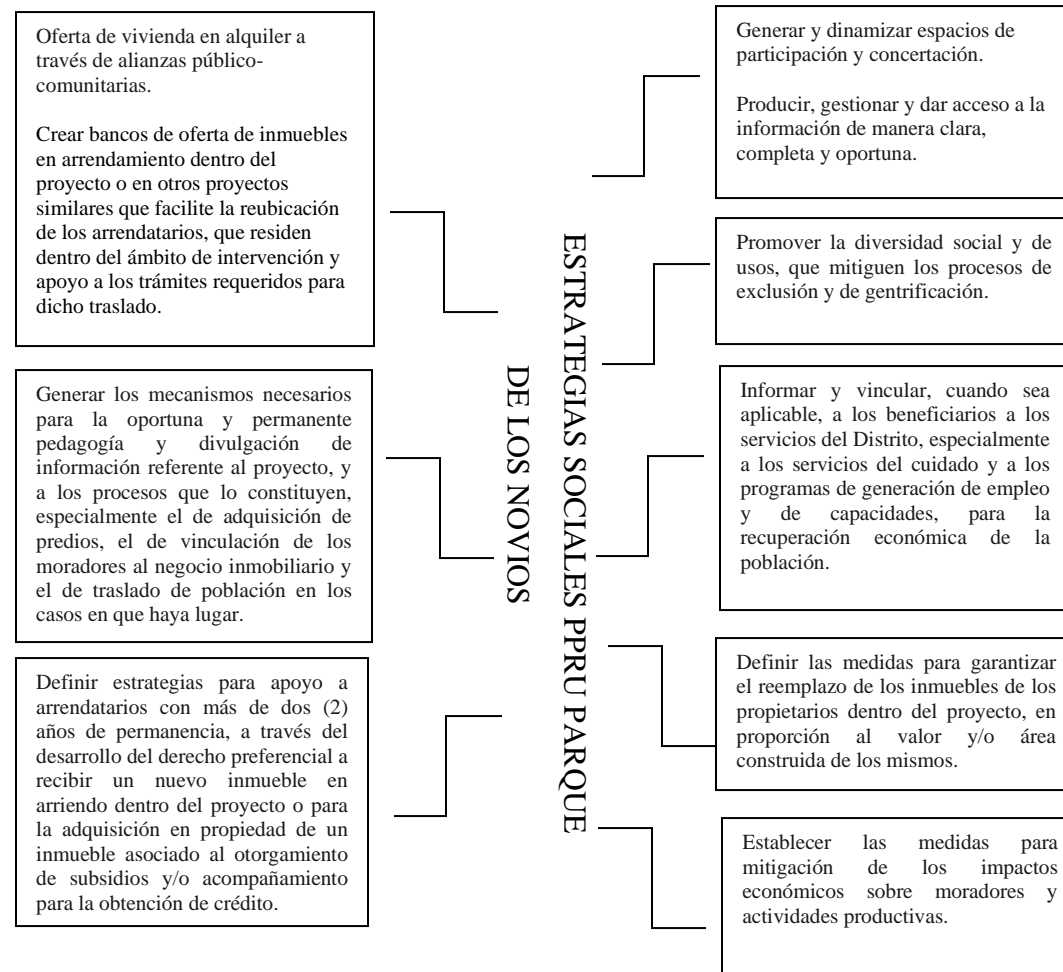 Oferta de vivienda en alquiler a
través de alianzas público-
comunitarias.
Crear bancos de oferta de inmuebles
en arrendamiento dentro del
proyecto o en otros proyectos
similares que facilite la reubicación
de los arrendatarios, que residen
dentro del ámbito de intervención y
apoyo a los trámites requeridos para
dicho traslado.
Generar los mecanismos necesarios
para la oportuna y permanente
pedagogía y divulgación de
información referente al proyecto, y
a los procesos que lo constituyen,
especialmente el de adquisición de
predios, el de vinculación de los
moradores al negocio inmobiliario y
el de traslado de población en los
casos en que haya lugar.
Definir estrategias para apoyo a
arrendatarios con más de dos (2)
años de permanencia, a través del
desarrollo del derecho preferencial a
recibir un nuevo inmueble en
arriendo dentro del proyecto o para
la adquisición en propiedad de un
inmueble asociado al otorgamiento
de subsidios y/o acompañamiento
para la obtención de crédito.
ESTRATEGIAS SOCIALES PPRU PARQUE
DE LOS NOVIOS
Generar y dinamizar espacios de
participación y concertación.
Producir, gestionar y dar acceso a la
información de manera clara,
completa y oportuna.
Promover la diversidad social y de
usos, que mitiguen los procesos de
exclusión y de gentrificación.
Informar y vincular, cuando sea
aplicable, a los beneficiarios a los
servicios del Distrito, especialmente
a los servicios del cuidado y a los
programas de generación de empleo
y de capacidades, para la
recuperación económica de la
población.
Definir las medidas para garantizar
el reemplazo de los inmuebles de los
propietarios dentro del proyecto, en
proporción al valor y/o área
construida de los mismos.
Establecer las medidas para
mitigación de los impactos
económicos sobre moradores y
actividades productivas.